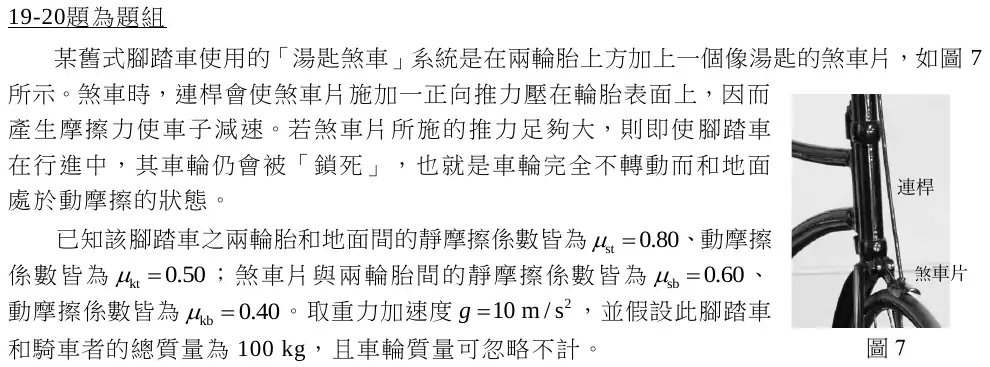 19-20題為題組
某舊式腳踏車使用的「湯匙煞車」系統是在兩輪胎上方加上一個像湯匙的煞車片，如圖 7
所示。煞車時，連桿會使煞車片施加一正向推力壓在輪胎表面上，因而
產生摩擦力使車子減速。若煞車片所施的推力足夠大，則即使腳踏車
在行進中，其車輪仍會被「鎖死」，也就是車輪完全不轉動而和地面
處於動摩擦的狀態。
已知該腳踏車之兩輪胎和地面間的靜摩擦係數皆為 μst = 0.80、動摩擦
係數皆為 μkt = 0.50；煞車片與兩輪胎間的靜摩擦係數皆為 μsb = 0.60、
動摩擦係數皆為 μkb = 0.40。取重力加速度 g = 10 m / s²，並假設此腳踏車
和騎車者的總質量為 100 kg，且車輪質量可忽略不計。
連桿
煞車片
圖 7